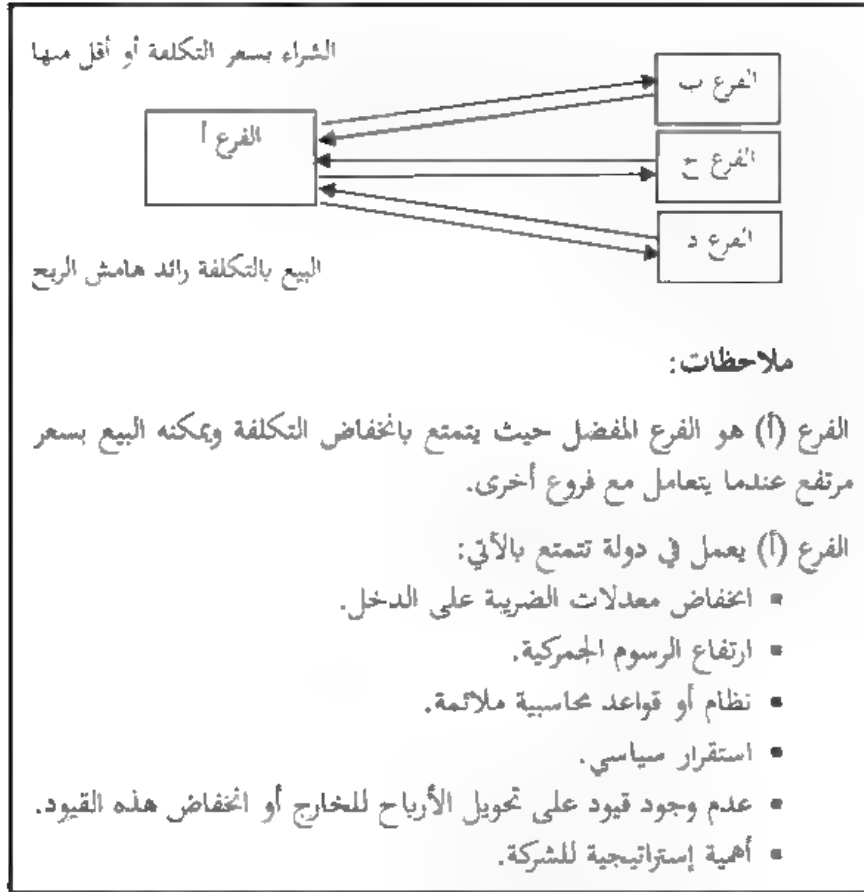 الشراء بسعر التكلفة أو أقل منها
الفرع ب
الفرع أ
الفرع ج
الفرع د
البيع بالتكلفة زائد هامش الربح
ملاحظات:
الفرع (أ) هو الفرع المفضل حيث يتمتع بانخفاض التكلفة ويمكنه البيع بسعر
مرتفع عندما يتعامل مع فروع أخرى.
الفرع (أ) يعمل في دولة تتمتع بالآتي:
▪ انخفاض معدلات الضريبة على الدخل.
▪ ارتفاع الرسوم الجمركية.
▪ نظام أو قواعد محاسبية ملائمة.
▪ استقرار سياسي.
▪ عدم وجود قيود على تحويل الأرباح للخارج أو انخفاض هذه القيود.
▪ أهمية إستراتيجية للشركة.